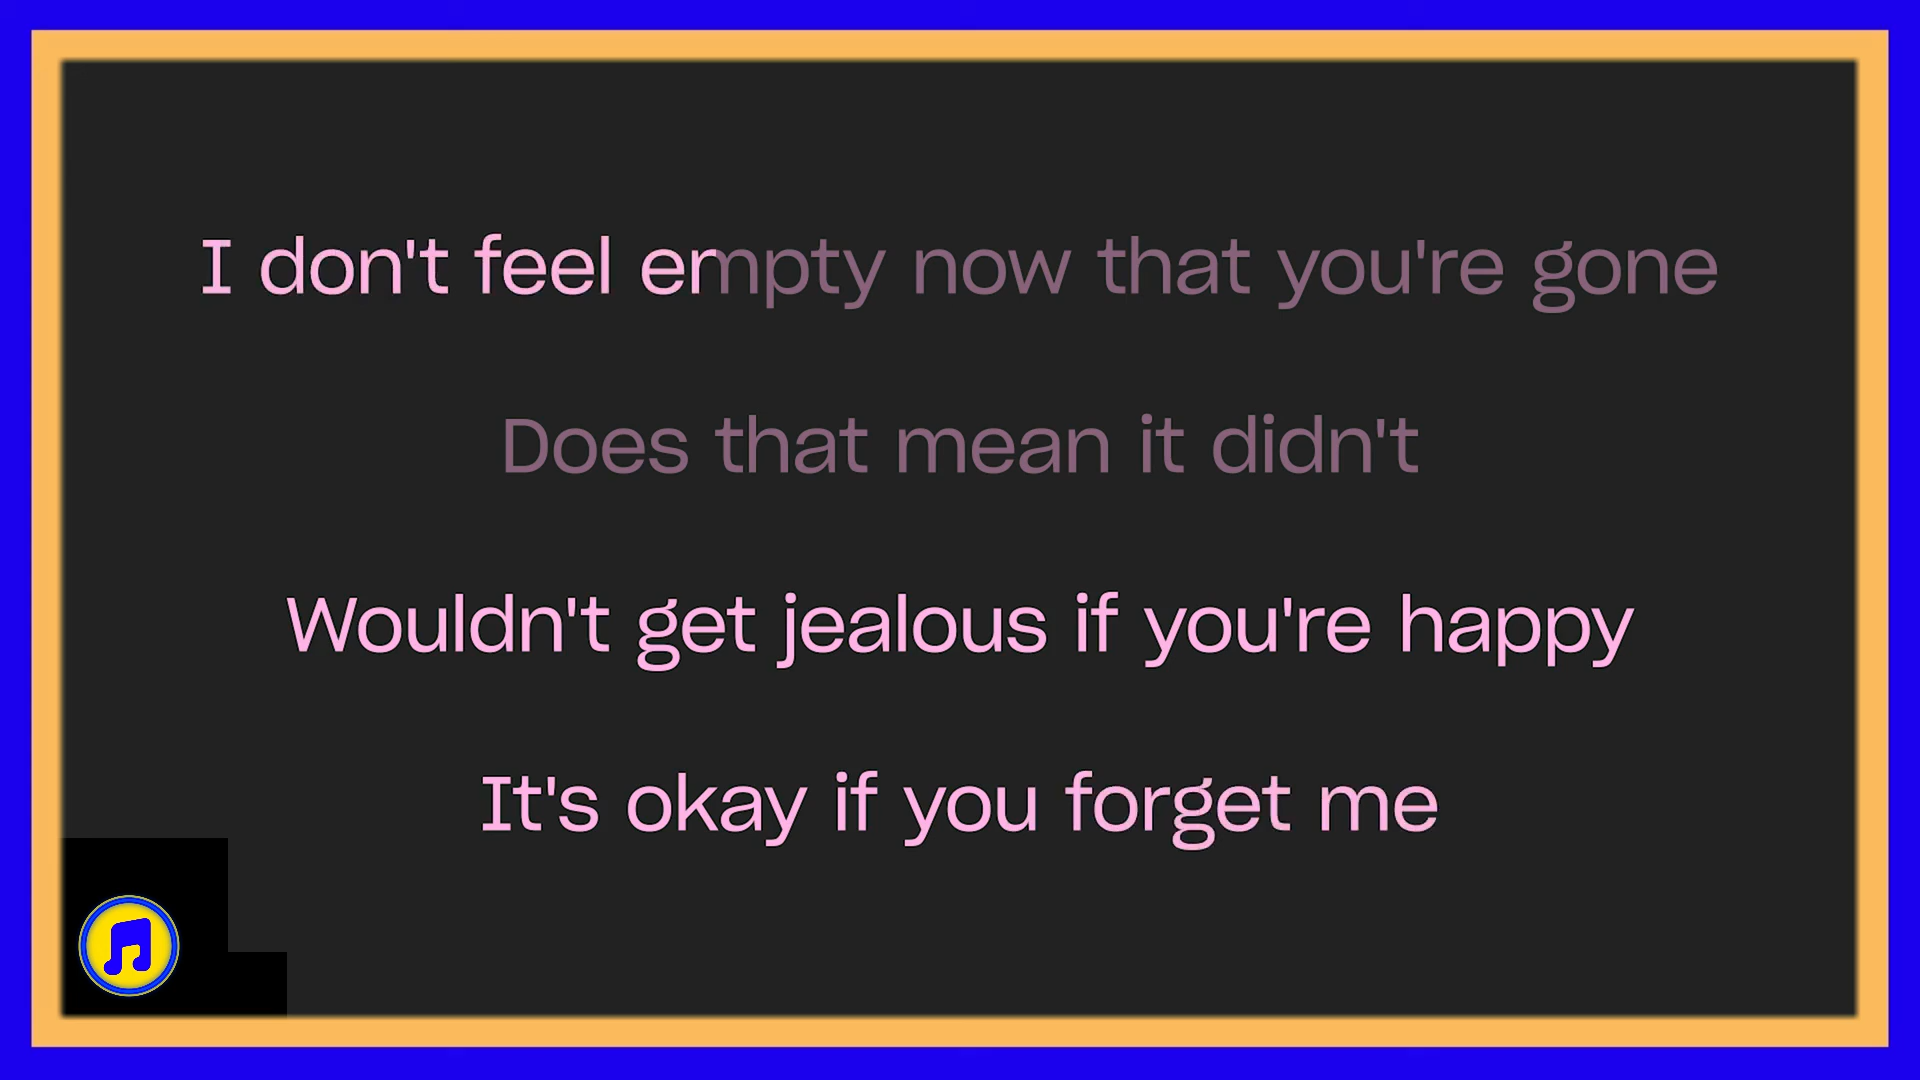 I don't feel empty now that you're gone
Does that mean it didn't
Wouldn't get jealous if you're happy
It's okay if you forget me